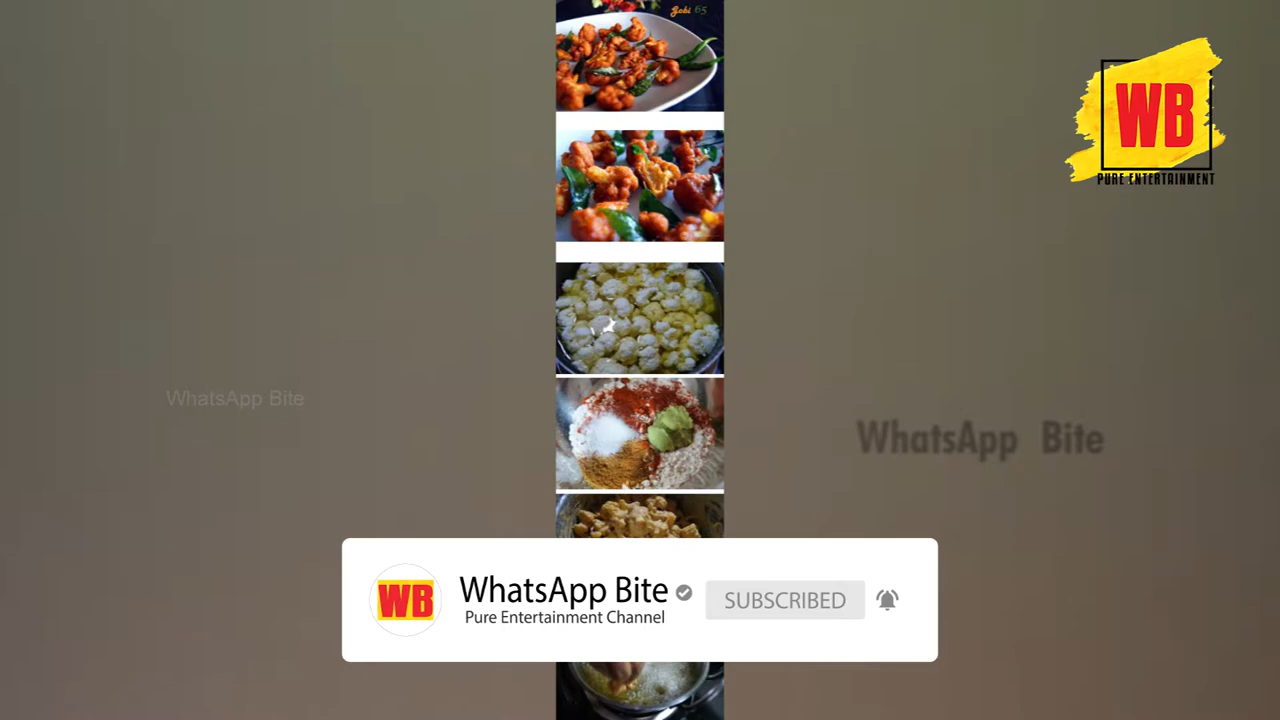 Gobi 65
WB
PURE ENTERTAINMENT
WhatsApp Bite
WhatsApp Bite
WB
WhatsApp Bite
Pure Entertainment Channel
SUBSCRIBED